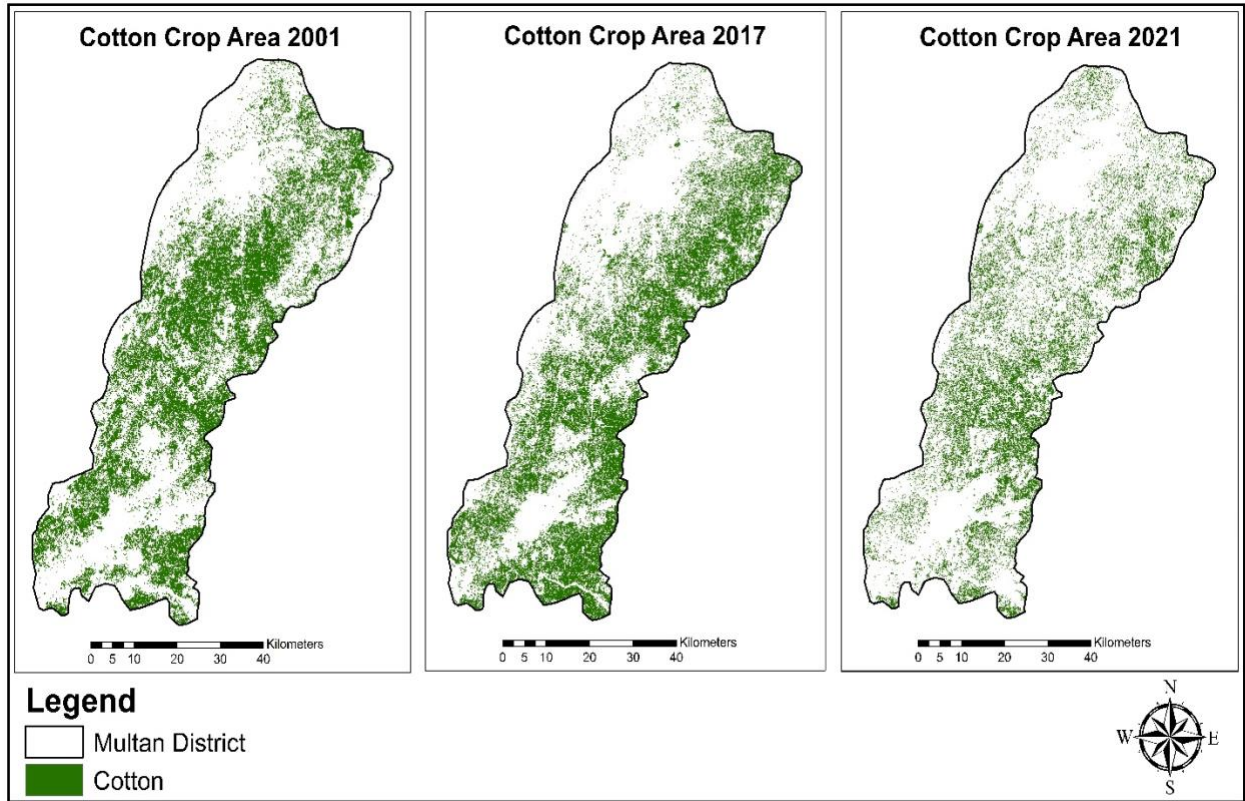 Cotton Crop Area 2001
Cotton Crop Area 2017
Cotton Crop Area 2021
Kilometers
0 5 10 20 30 40
Kilometers
0 5 10 20 30 40
Kilometers
0 5 10 20 30 40
Legend
Multan District
Cotton
N
W E
S